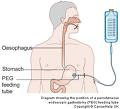 Oesophagus
Stomach
PEG
feeding
tube
Diagram showing the position of a percutaneous
endoscopic gastrostomy (PEG) feeding tube
Copyright © CancerHelp UK